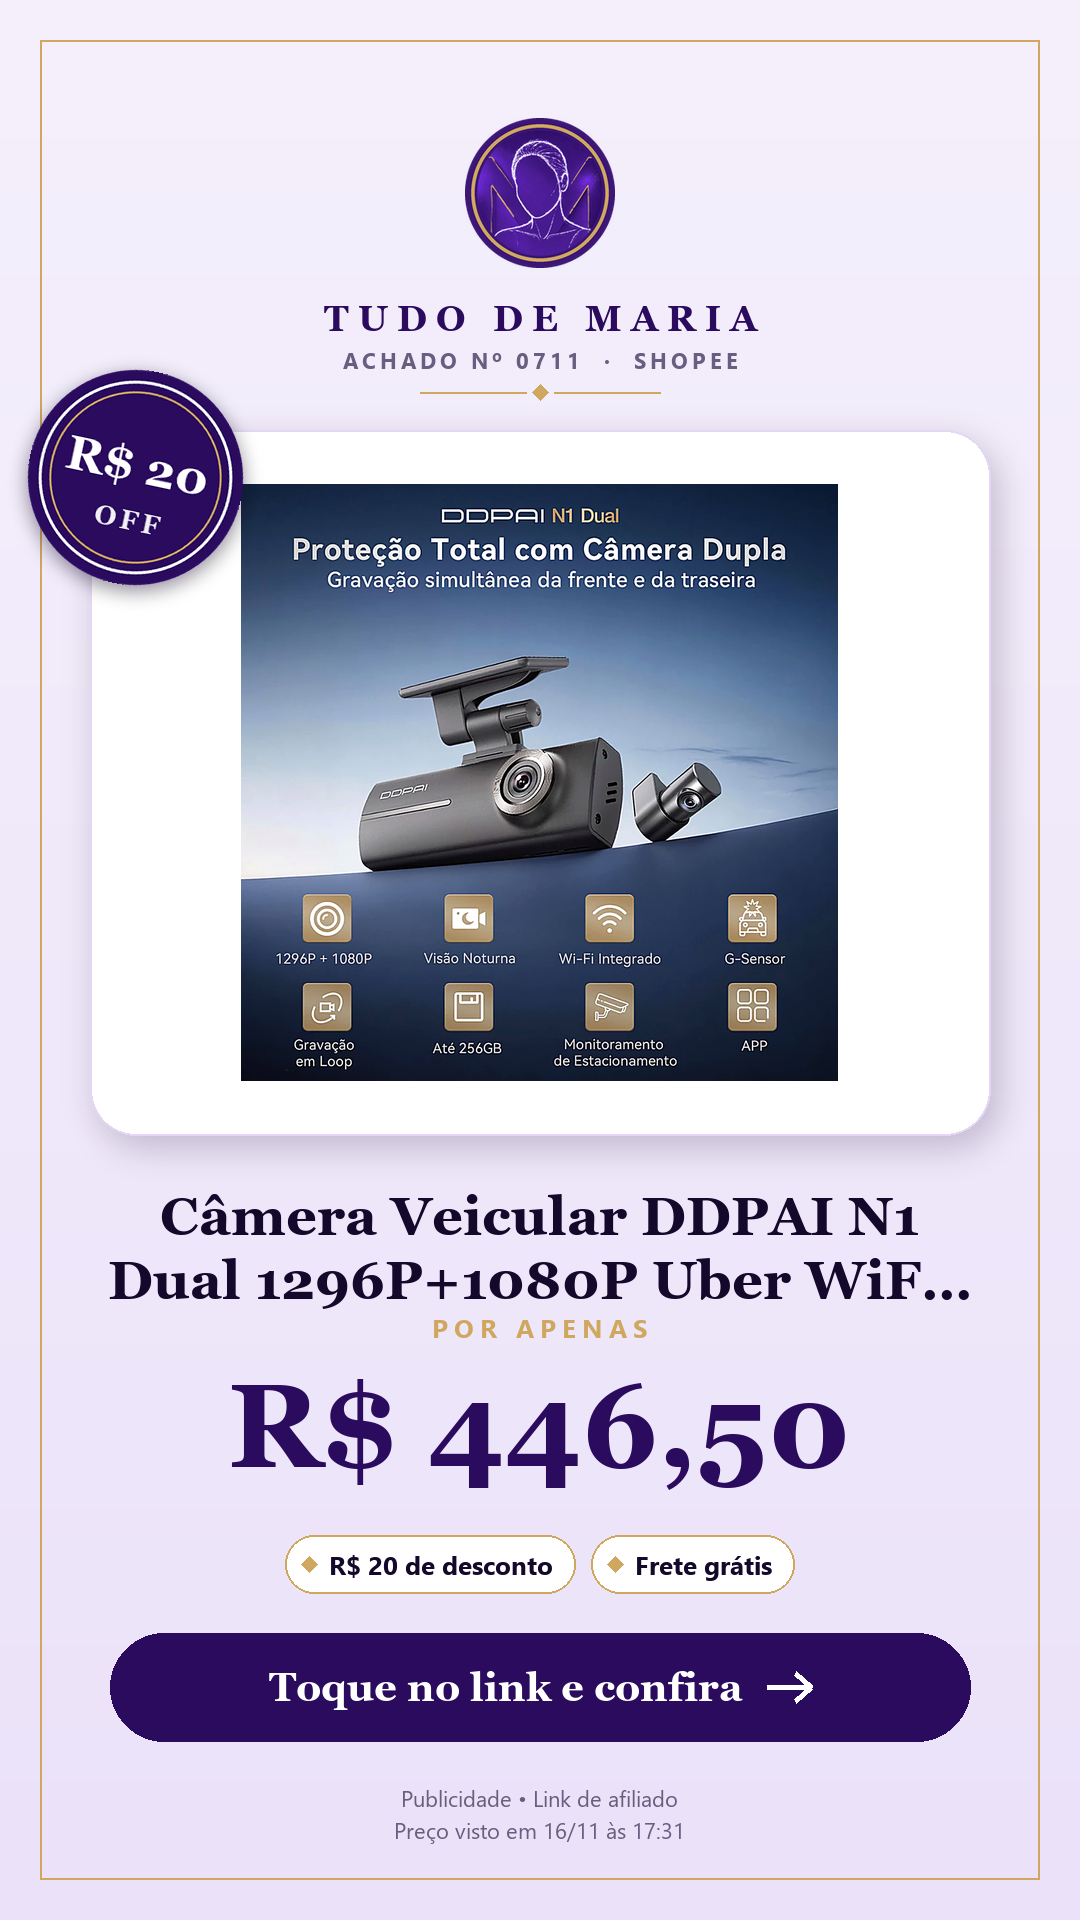 TUDO DE MARIA
ACHADO Nº 0711 · SHOPEE
R$ 20
OFF
DDPAI N1 Dual
Proteção Total com Câmera Dupla
Gravação simultânea da frente e da traseira
DDPAI
1296P + 1080P
Visão Noturna
Wi-Fi Integrado
G-Sensor
Gravação
em Loop
Até 256GB
Monitoramento
de Estacionamento
APP
Câmera Veicular DDPAI N1
Dual 1296P+1080P Uber WiF...
POR APENAS
R$ 446,50
R$ 20 de desconto
Frete grátis
Toque no link e confira →
Publicidade • Link de afiliado
Preço visto em 16/11 às 17:31